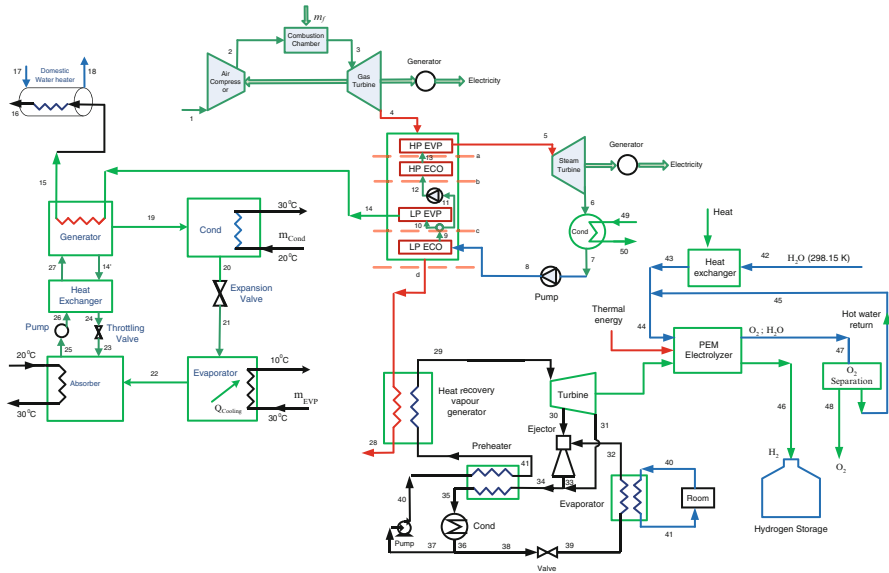 m_f
Combustion
Chamber
2
3
Air
Compress
or
Gas
Turbine
Generator
Electricity
1
4
17
Domestic
Water heater
18
16
HP EVP
13
HP ECO
12
11
LP EVP
10
9
LP ECO
a
b
c
d
5
Steam
Turbine
Generator
Electricity
6
49
Cond
50
7
8
Pump
15
14
19
Generator
27
14'
Heat
Exchanger
26
24
Pump
Throttling
Valve
25
23
20°C
Absorber
30°C
22
30°C
Cond
m_Cond
20°C
20
Expansion
Valve
21
10°C
Evaporator
Q_Cooling
m_EVP
30°C
Heat
43
Heat
exchanger
42
H₂O (298.15 K)
45
Thermal
energy
44
Hot water
return
PEM
Electrolyzer
O₂ ; H₂O
47
O₂
Separation
46
48
H₂
O₂
Hydrogen Storage
29
Heat recovery
vapour
generator
28
Turbine
30
31
Ejector
32
Preheater
41
34
33
Evaporator
40
Room
41
40
35
Cond
Pump
37
36
38
39
Valve